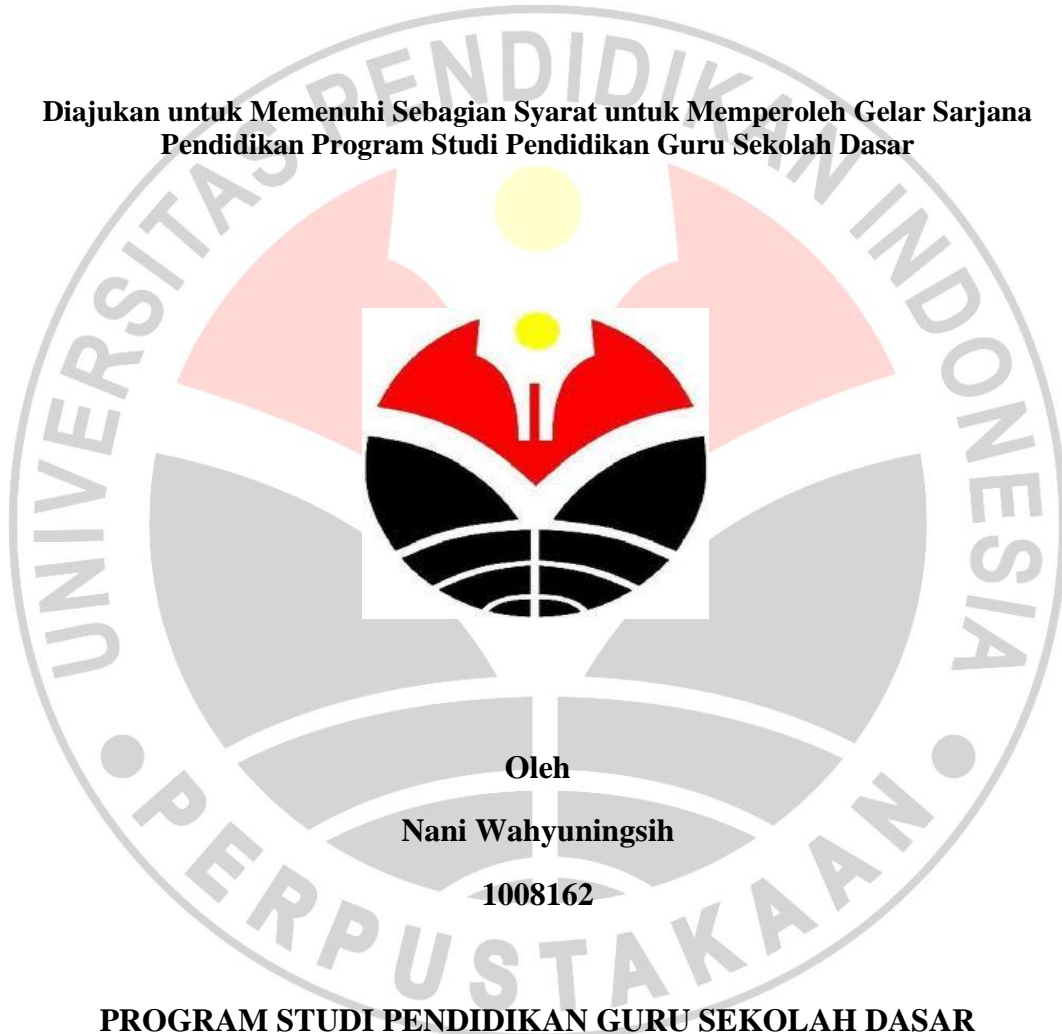 Diajukan untuk Memenuhi Sebagian Syarat untuk Memperoleh Gelar Sarjana
Pendidikan Program Studi Pendidikan Guru Sekolah Dasar
Oleh
Nani Wahyuningsih
1008162
PROGRAM STUDI PENDIDIKAN GURU SEKOLAH DASAR
UNIVERSITAS PENDIDIKAN INDONESIA
PERPUSTAKAAN